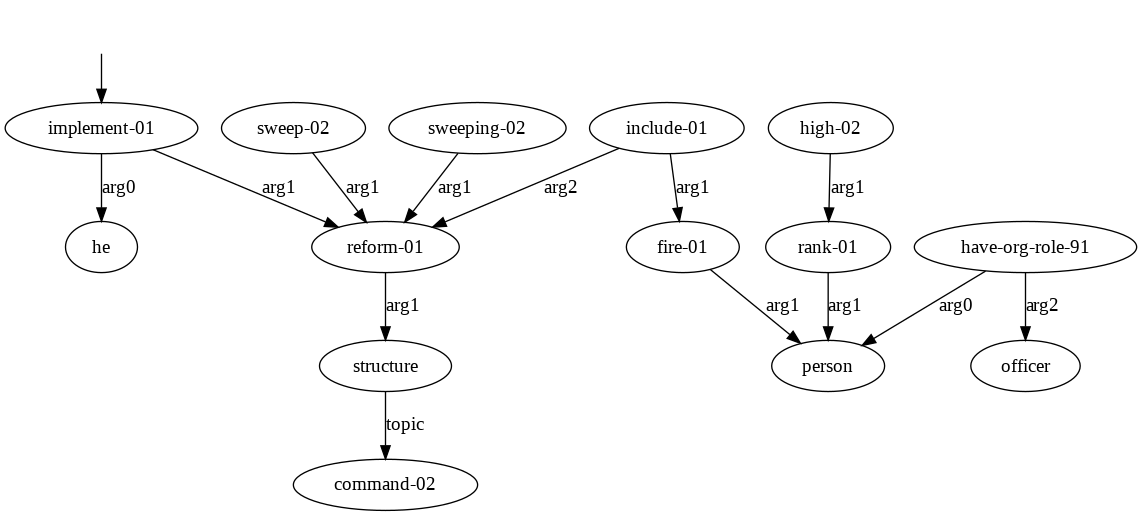 implement-01 sweep-02 sweeping-02 include-01 high-02
arg0 arg1 arg1 arg1 arg2 arg1 arg1
he reform-01 fire-01 rank-01 have-org-role-91
arg1 arg1 arg1 arg0 arg2
structure person officer
topic
command-02